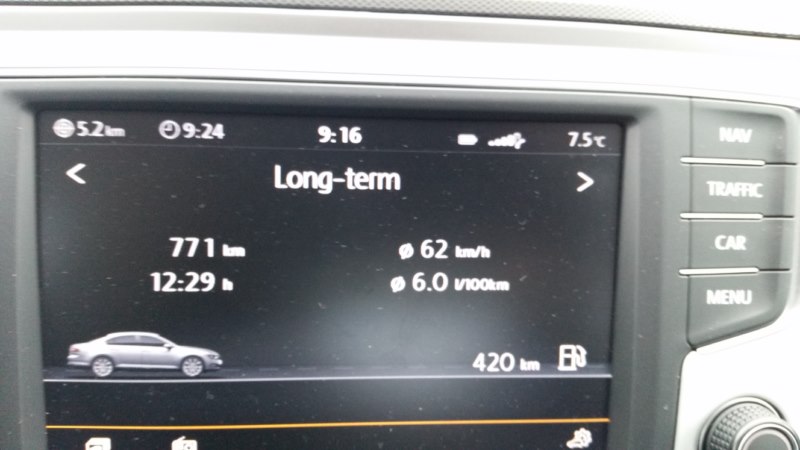 5.2 km 9:24 9:16 7.5°C
< Long-term >
771 km ø 62 km/h
12:29 h ø 6.0 l/100km
420 km
NAV
TRAFFIC
CAR
MENU